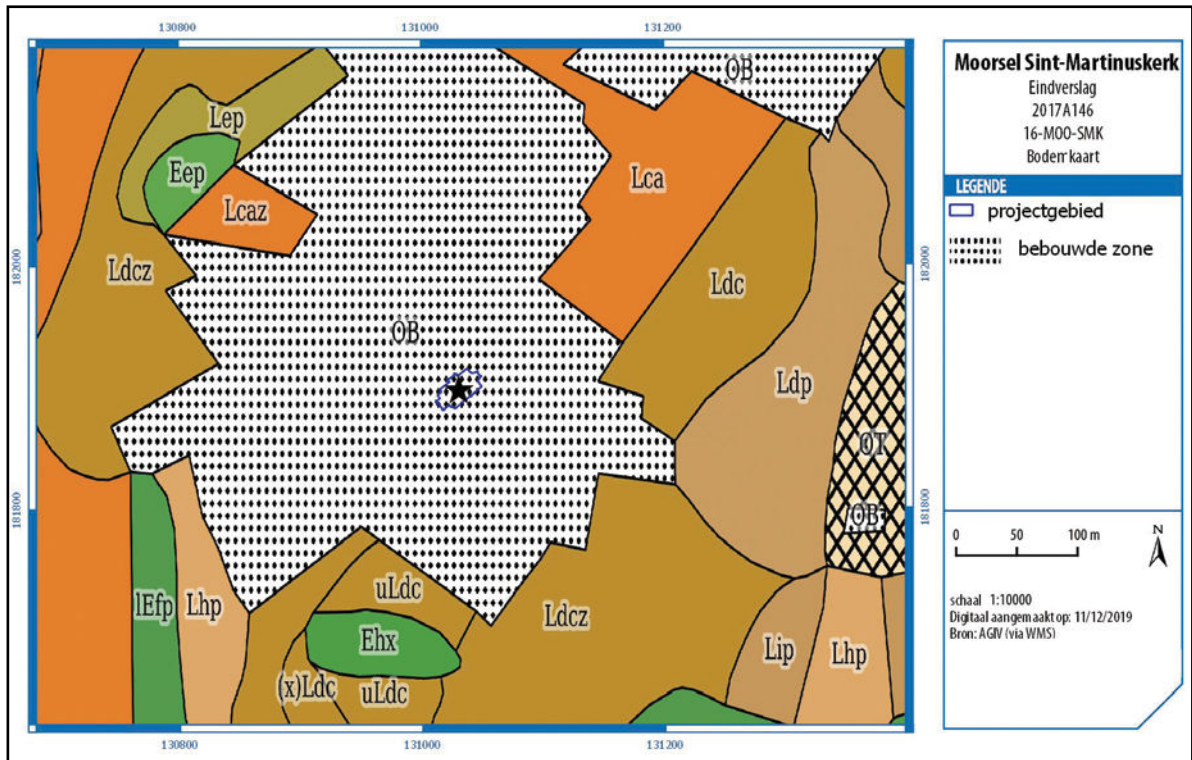 130800 131000 131200
OB
Lep
Eep
Lca
Lcaz
182000 Ldcz Ldc 182000
OB
Ldp
OT
181800 OB 181800
uLdc
lEfp Lhp Ldcz
Ehx
Lip Lhp
(x)Ldc uLdc
130800 131000 131200
Moorsel Sint-Martinuskerk
Eindverslag
2017A146
16-MOO-SMK
Bodemkaart
LEGENDE
projectgebied
bebouwde zone
0 50 100 m
N
schaal 1:10000
Digitaal aangemaakt op: 11/12/2019
Bron: AGIV (via WMS)